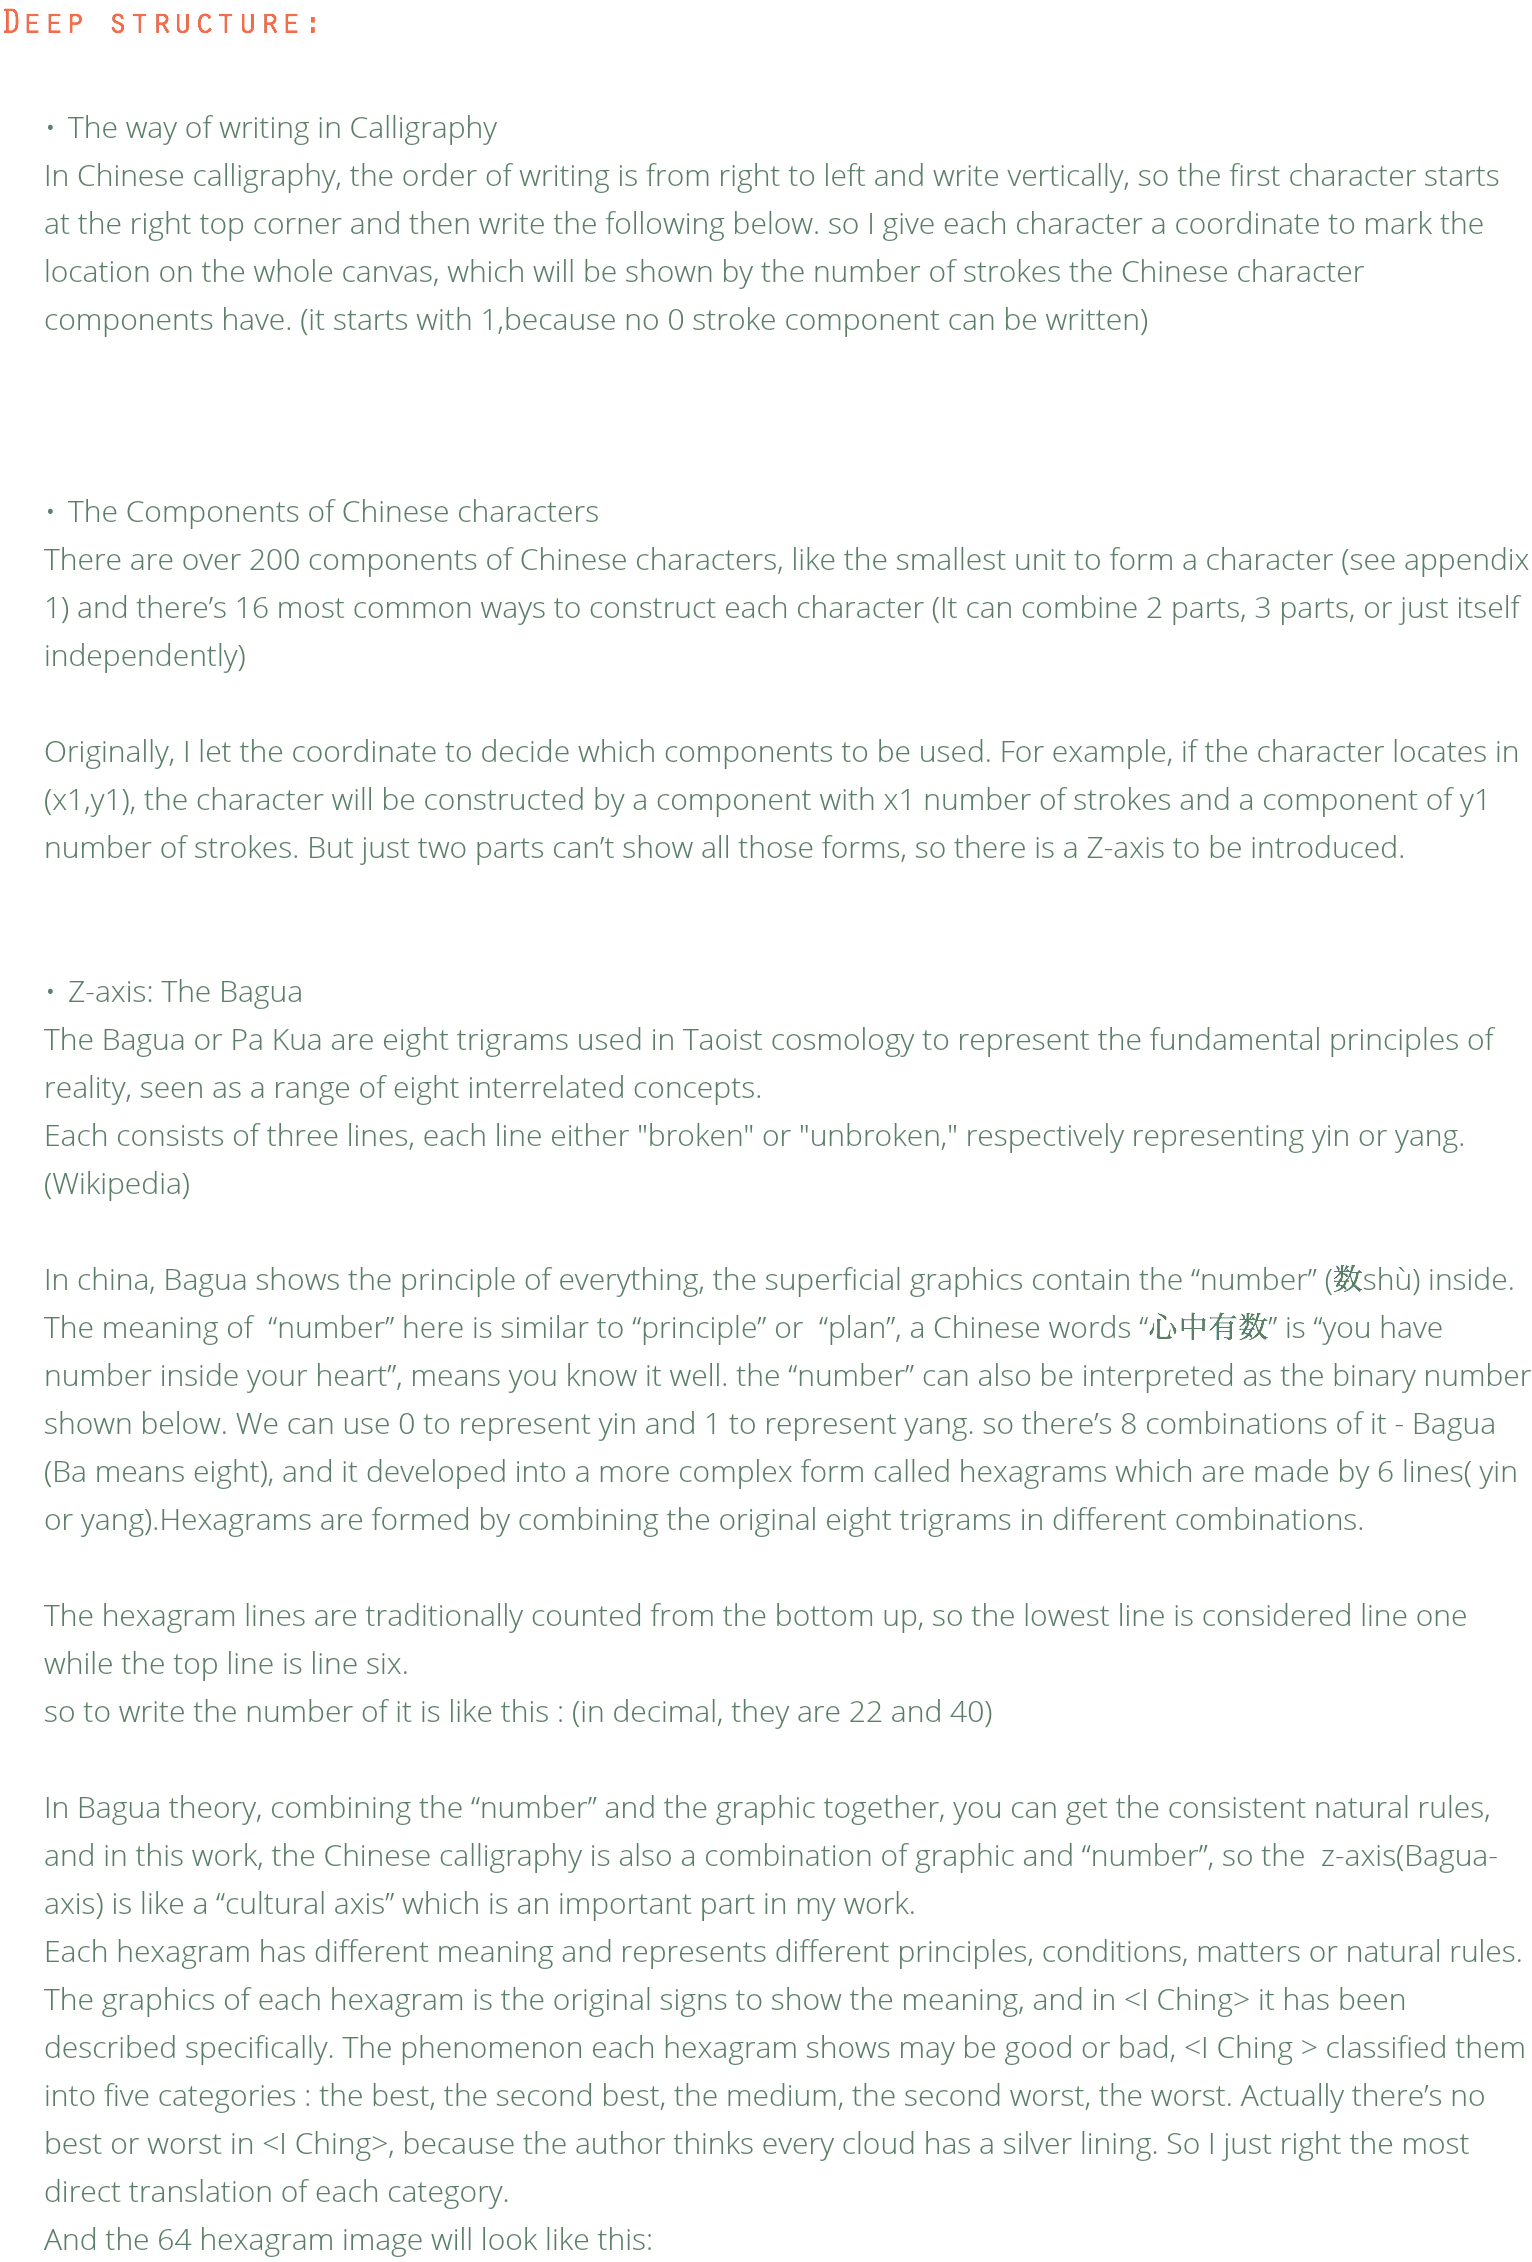 DEEP STRUCTURE:
• The way of writing in Calligraphy
In Chinese calligraphy, the order of writing is from right to left and write vertically, so the first character starts
at the right top corner and then write the following below. so I give each character a coordinate to mark the
location on the whole canvas, which will be shown by the number of strokes the Chinese character
components have. (it starts with 1,because no 0 stroke component can be written)
• The Components of Chinese characters
There are over 200 components of Chinese characters, like the smallest unit to form a character (see appendix
1) and there’s 16 most common ways to construct each character (It can combine 2 parts, 3 parts, or just itself
independently)
Originally, I let the coordinate to decide which components to be used. For example, if the character locates in
(x1,y1), the character will be constructed by a component with x1 number of strokes and a component of y1
number of strokes. But just two parts can’t show all those forms, so there is a Z-axis to be introduced.
• Z-axis: The Bagua
The Bagua or Pa Kua are eight trigrams used in Taoist cosmology to represent the fundamental principles of
reality, seen as a range of eight interrelated concepts.
Each consists of three lines, each line either "broken" or "unbroken," respectively representing yin or yang.
(Wikipedia)
In china, Bagua shows the principle of everything, the superficial graphics contain the “number” (数shù) inside.
The meaning of “number” here is similar to “principle” or “plan”, a Chinese words “心中有数” is “you have
number inside your heart”, means you know it well. the “number” can also be interpreted as the binary number
shown below. We can use 0 to represent yin and 1 to represent yang. so there’s 8 combinations of it - Bagua
(Ba means eight), and it developed into a more complex form called hexagrams which are made by 6 lines( yin
or yang).Hexagrams are formed by combining the original eight trigrams in different combinations.
The hexagram lines are traditionally counted from the bottom up, so the lowest line is considered line one
while the top line is line six.
so to write the number of it is like this : (in decimal, they are 22 and 40)
In Bagua theory, combining the “number” and the graphic together, you can get the consistent natural rules,
and in this work, the Chinese calligraphy is also a combination of graphic and “number”, so the z-axis(Bagua-
axis) is like a “cultural axis” which is an important part in my work.
Each hexagram has different meaning and represents different principles, conditions, matters or natural rules.
The graphics of each hexagram is the original signs to show the meaning, and in <I Ching> it has been
described specifically. The phenomenon each hexagram shows may be good or bad, <I Ching > classified them
into five categories : the best, the second best, the medium, the second worst, the worst. Actually there’s no
best or worst in <I Ching>, because the author thinks every cloud has a silver lining. So I just right the most
direct translation of each category.
And the 64 hexagram image will look like this: